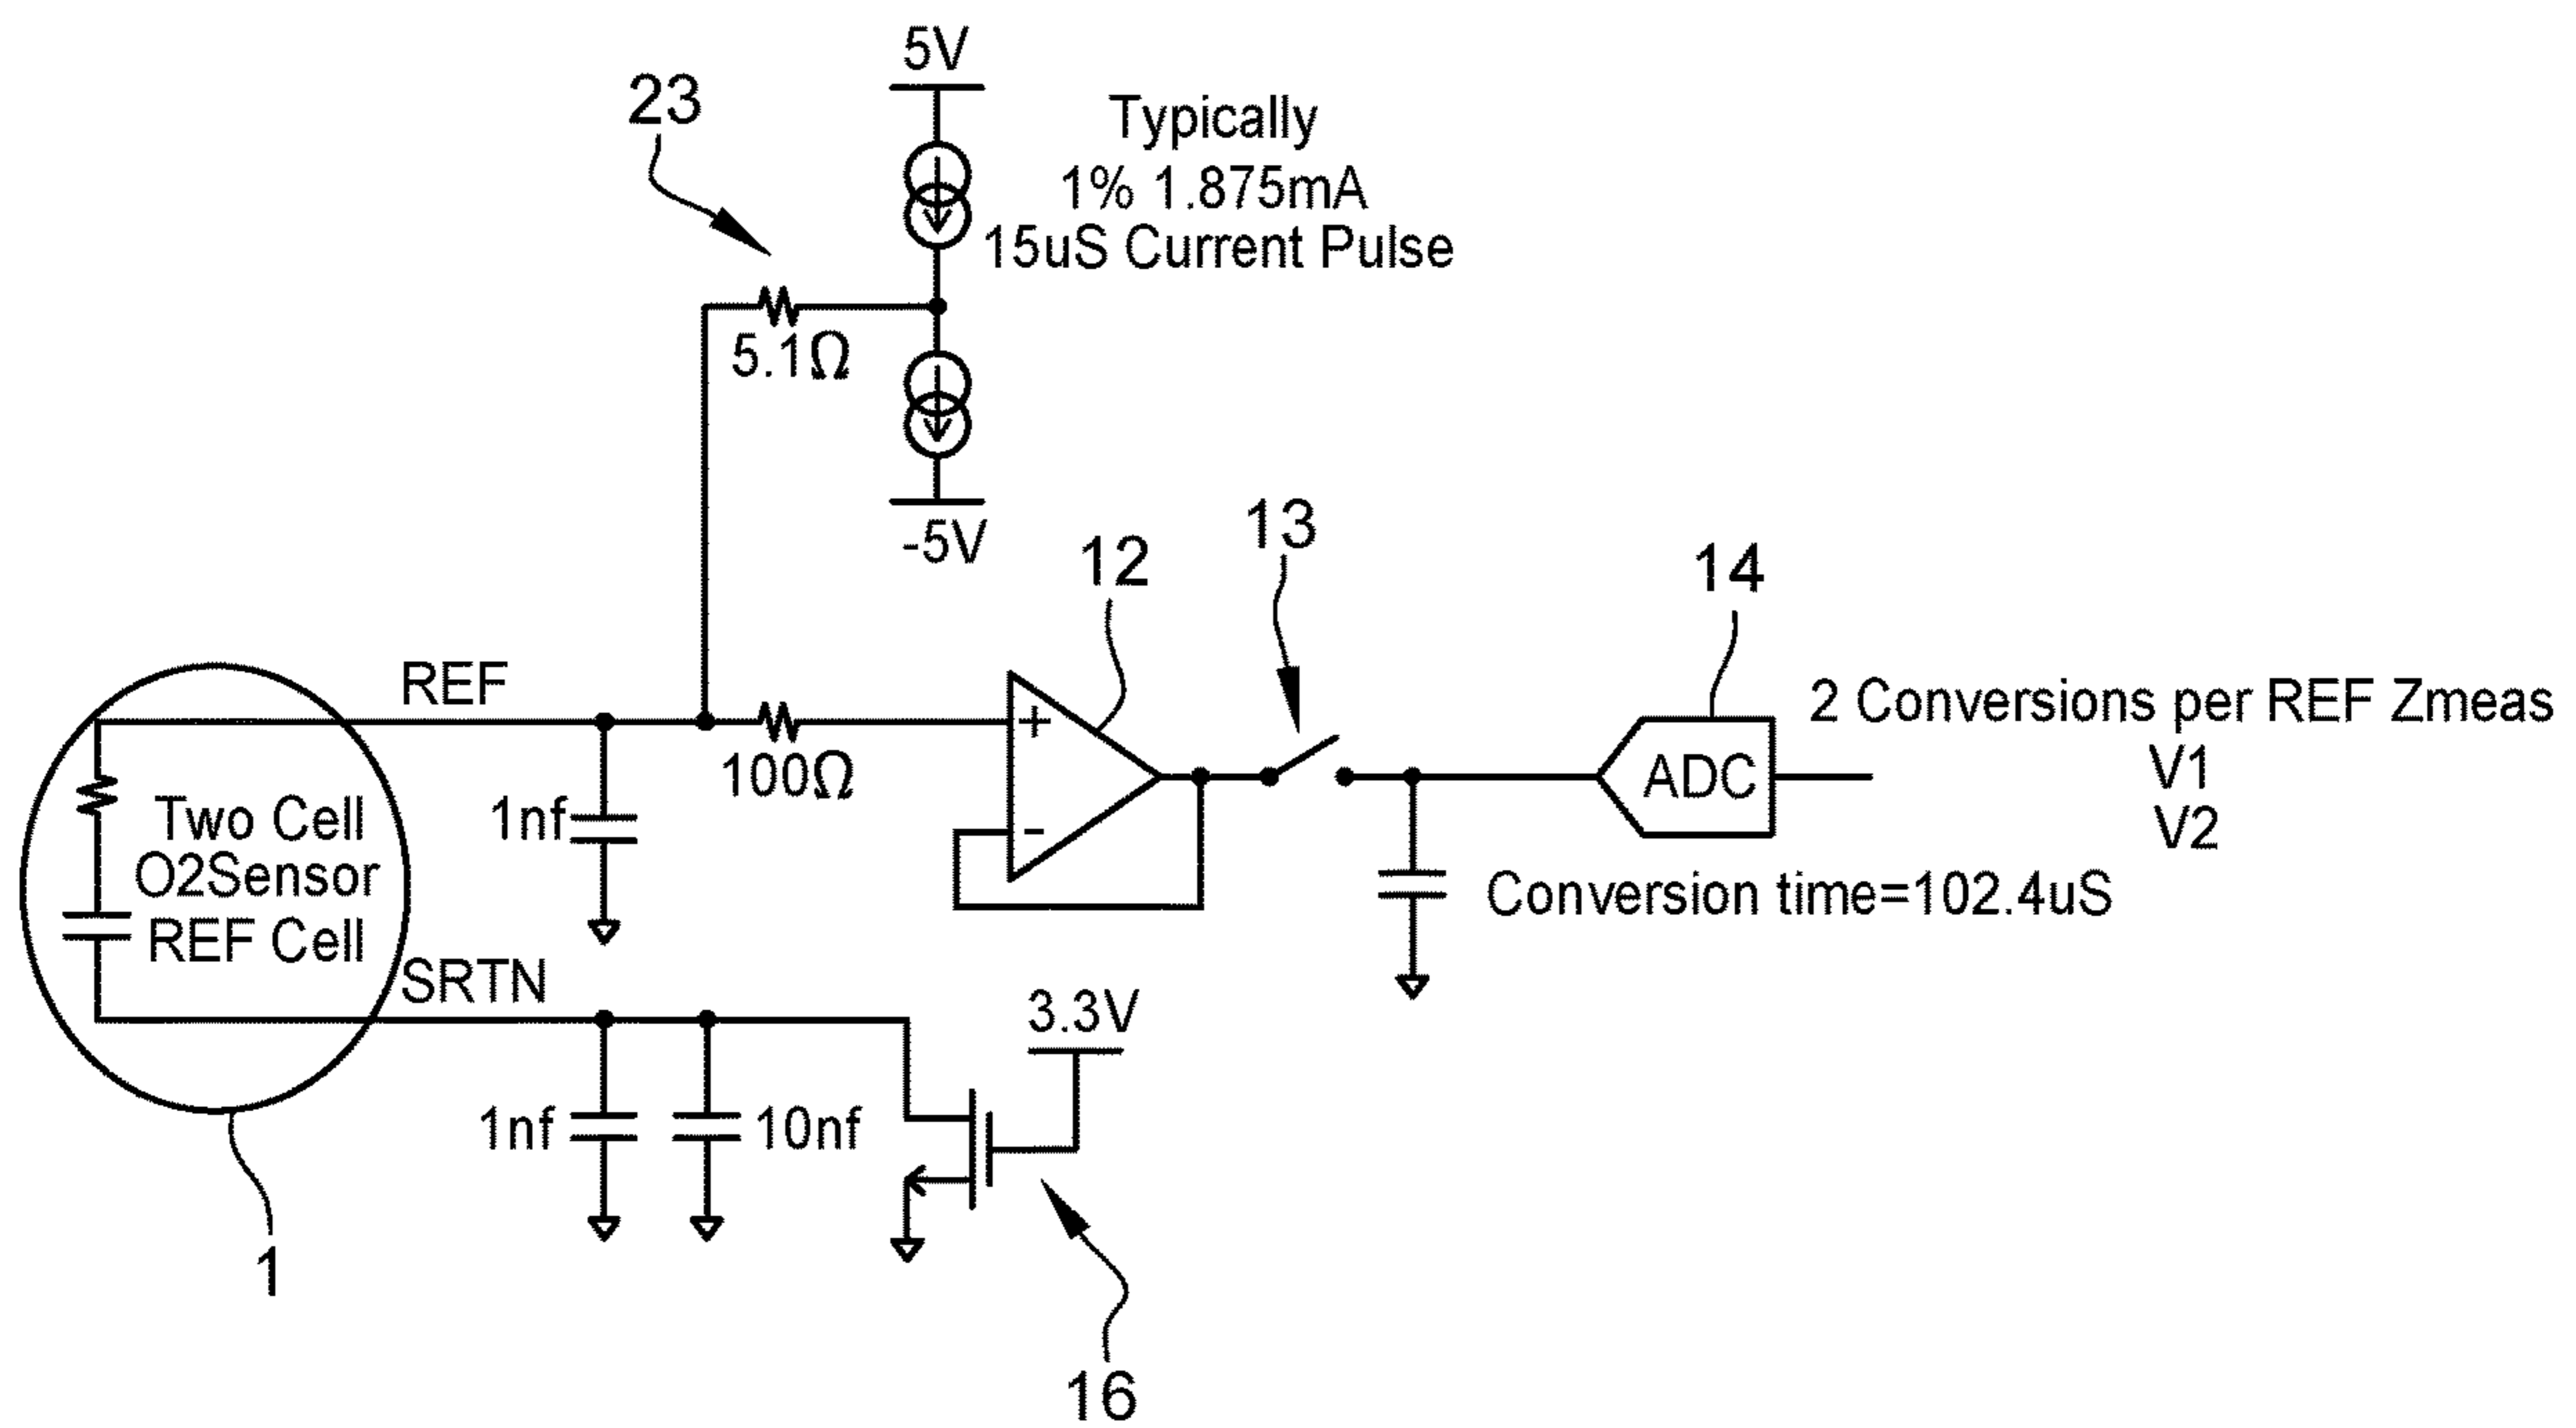 5V
23
Typically
1% 1.875mA
15uS Current Pulse
5.1Ω
-5V
13
12
14
REF
2 Conversions per REF Zmeas
V1
V2
100Ω
ADC
1nf
Two Cell
O2Sensor
REF Cell
Conversion time=102.4uS
SRTN
3.3V
1nf
10nf
1
16